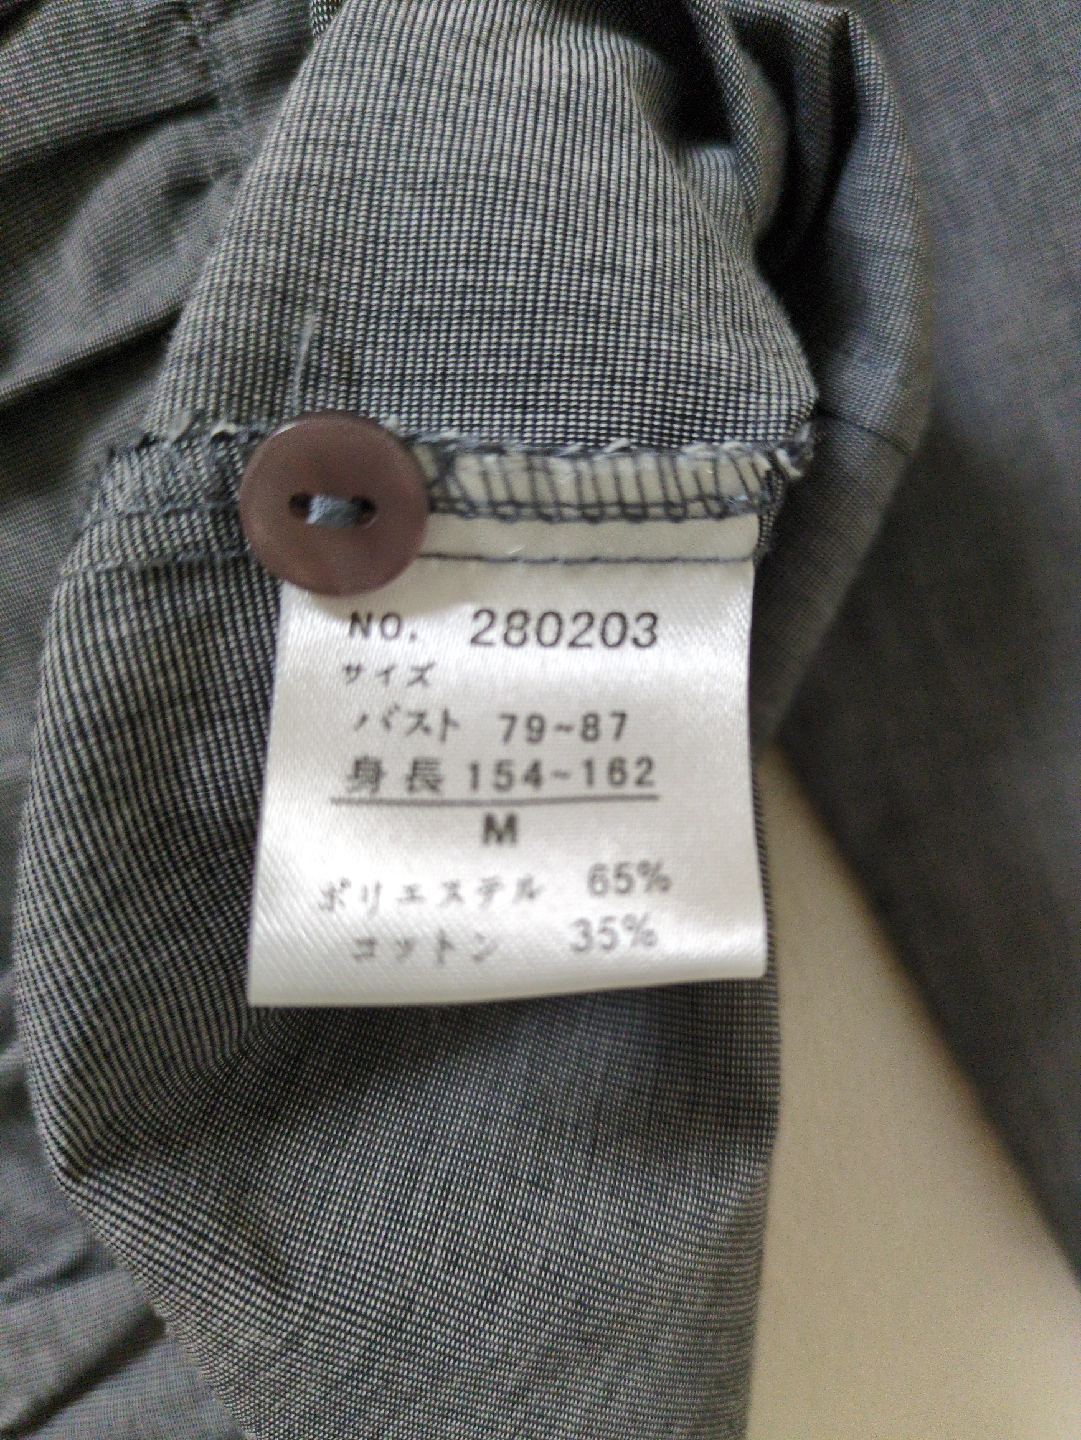 NO. 280203
サイズ
バスト 79~87
身長 154~162
M
ポリエステル 65%
コットン 35%